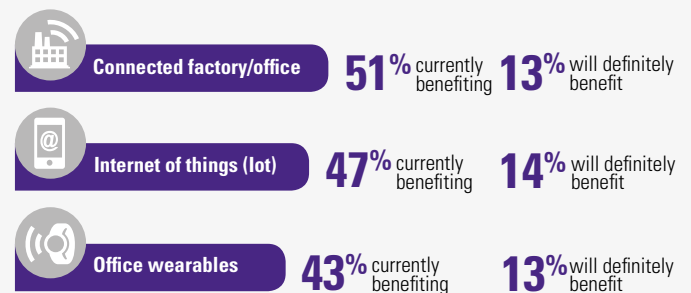 Connected factory/office 51% currently benefiting 13% will definitely benefit
@
Internet of things (Iot) 47% currently benefiting 14% will definitely benefit
Office wearables 43% currently benefiting 13% will definitely benefit